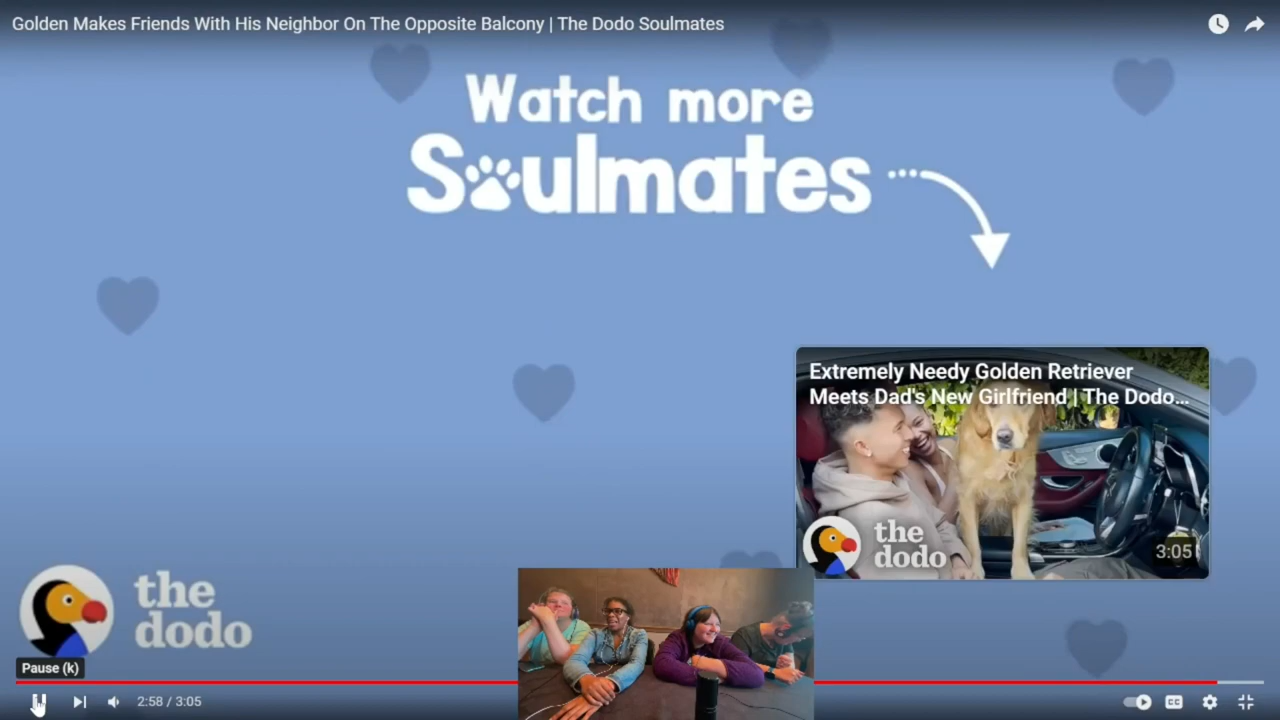 Golden Makes Friends With His Neighbor On The Opposite Balcony | The Dodo Soulmates
Watch more
Soulmates
Extremely Needy Golden Retriever
Meets Dad's New Girlfriend | The Dodo...
the
dodo
3:05
the
dodo
Pause (k)
2:58 / 3:05
CC